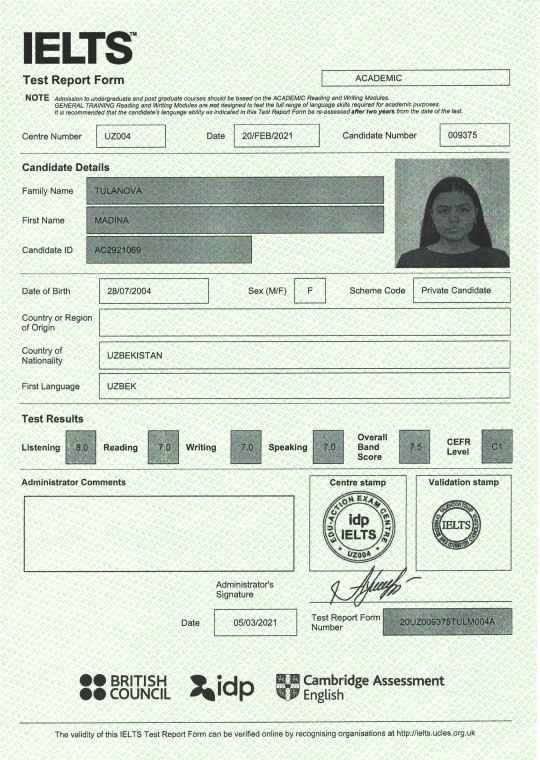 IELTS™
Test Report Form
ACADEMIC
NOTE Admission to undergraduate and post graduate courses should be based on the ACADEMIC Reading and Writing Modules.
GENERAL TRAINING Reading and Writing Modules are not designed to test the full range of language skills required for academic purposes.
It is recommended that the candidate's language ability as indicated in this Test Report Form be re-assessed after two years from the date of the test.
Centre Number UZ004 Date 20/FEB/2021 Candidate Number 009375
Candidate Details
Family Name TULANOVA
First Name MADINA
Candidate ID AC2921069
Date of Birth 28/07/2004 Sex (M/F) F Scheme Code Private Candidate
Country or Region
of Origin
Country of
Nationality UZBEKISTAN
First Language UZBEK
Test Results
Listening 8.0 Reading 7.0 Writing 7.0 Speaking 7.0 Overall Band Score 7.5 CEFR Level C1
Administrator Comments
Centre stamp
Validation stamp
EDU-ACTION EXAM CENTRE
idp
IELTS
UZ004
IELTS
Administrator's
Signature
Date 05/03/2021
Test Report Form
Number 20UZ009375TULM004A
BRITISH
COUNCIL
idp
Cambridge Assessment
English
The validity of this IELTS Test Report Form can be verified online by recognising organisations at http://ielts.ucles.org.uk